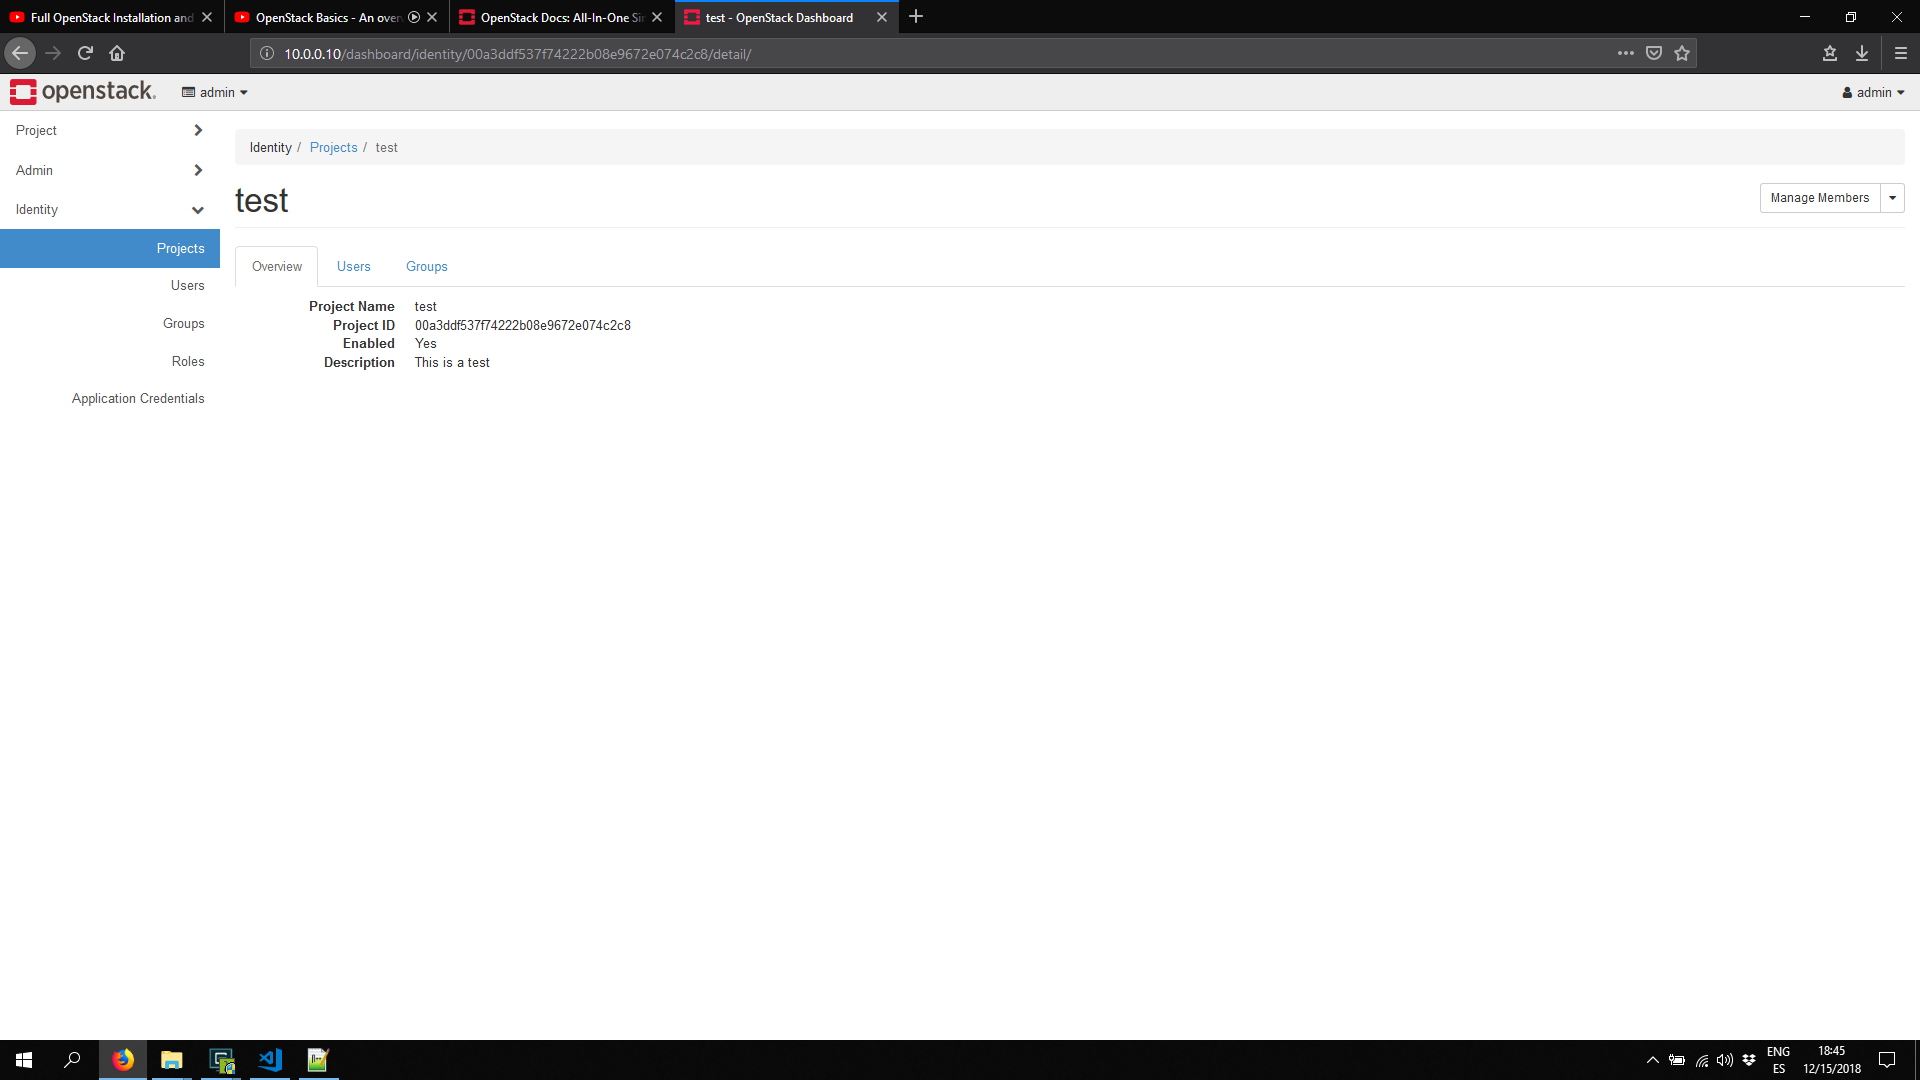 Full OpenStack Installation and
OpenStack Basics - An over
OpenStack Docs: All-In-One Sin
test - OpenStack Dashboard
10.0.0.10/dashboard/identity/00a3ddf537f74222b08e9672e074c2c8/detail/
openstack.
admin
admin
Project
Admin
Identity
Projects
Users
Groups
Roles
Application Credentials
Identity / Projects / test
test
Manage Members
Overview
Users
Groups
Project Name test
Project ID 00a3ddf537f74222b08e9672e074c2c8
Enabled Yes
Description This is a test
ENG
ES
18:45
12/15/2018